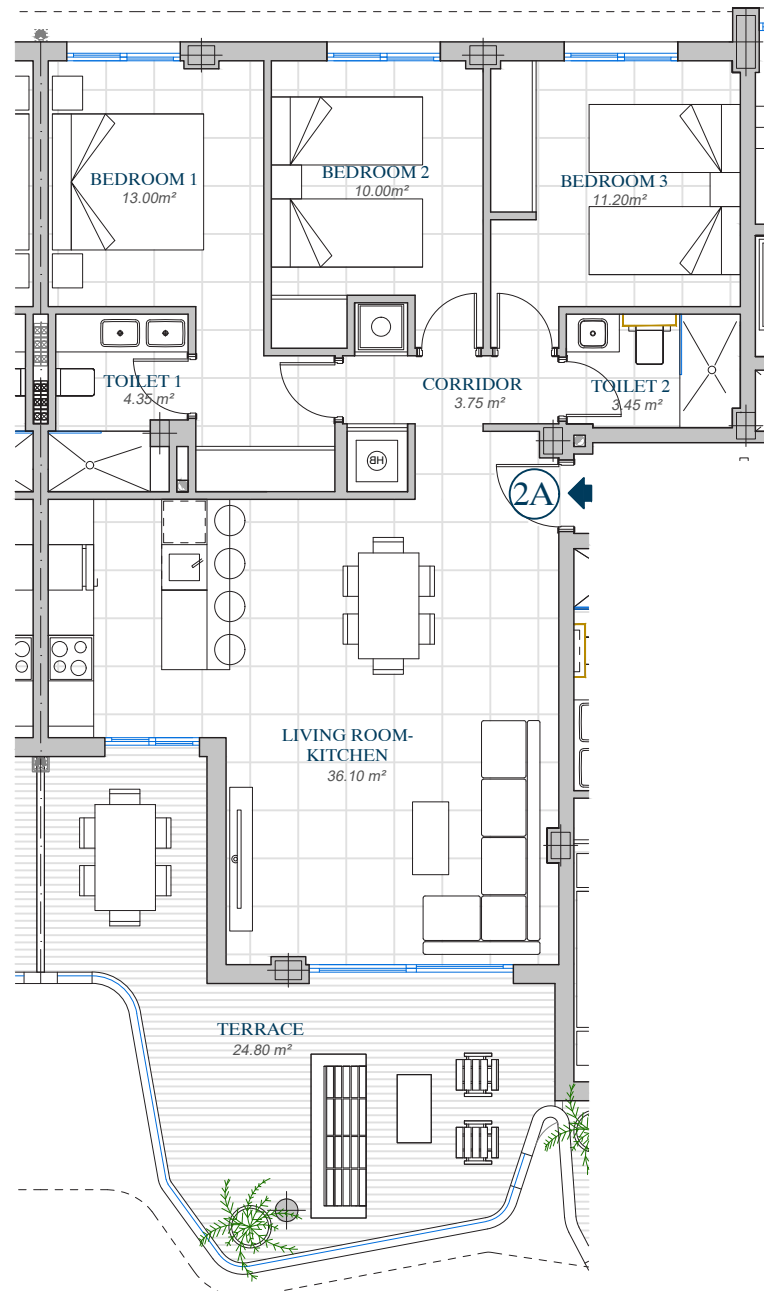 BEDROOM 1
13.00m²
BEDROOM 2
10.00m²
BEDROOM 3
11.20m²
TOILET 1
4.35 m²
CORRIDOR
3.75 m²
TOILET 2
3.45 m²
HB
2A
LIVING ROOM-
KITCHEN
36.10 m²
TERRACE
24.80 m²